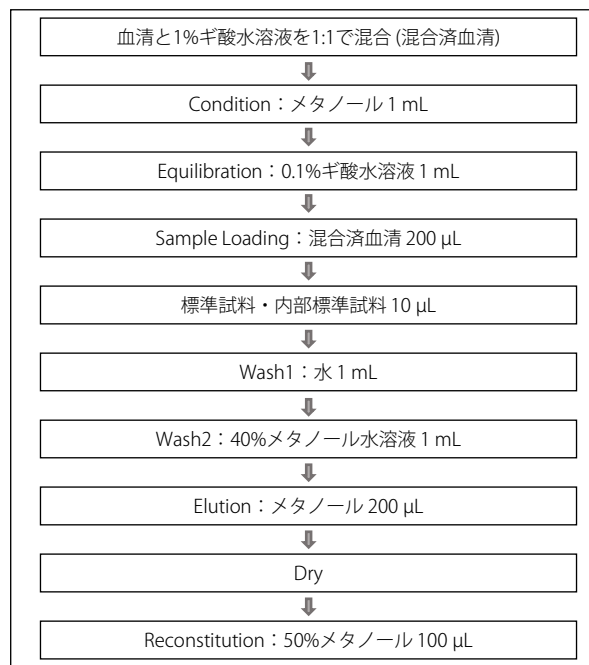 血清と1%ギ酸水溶液を1:1で混合 (混合済血清)
Condition：メタノール 1 mL
Equilibration：0.1%ギ酸水溶液 1 mL
Sample Loading：混合済血清 200 µL
標準試料・内部標準試料 10 µL
Wash1：水 1 mL
Wash2：40%メタノール水溶液 1 mL
Elution：メタノール 200 µL
Dry
Reconstitution：50%メタノール 100 µL